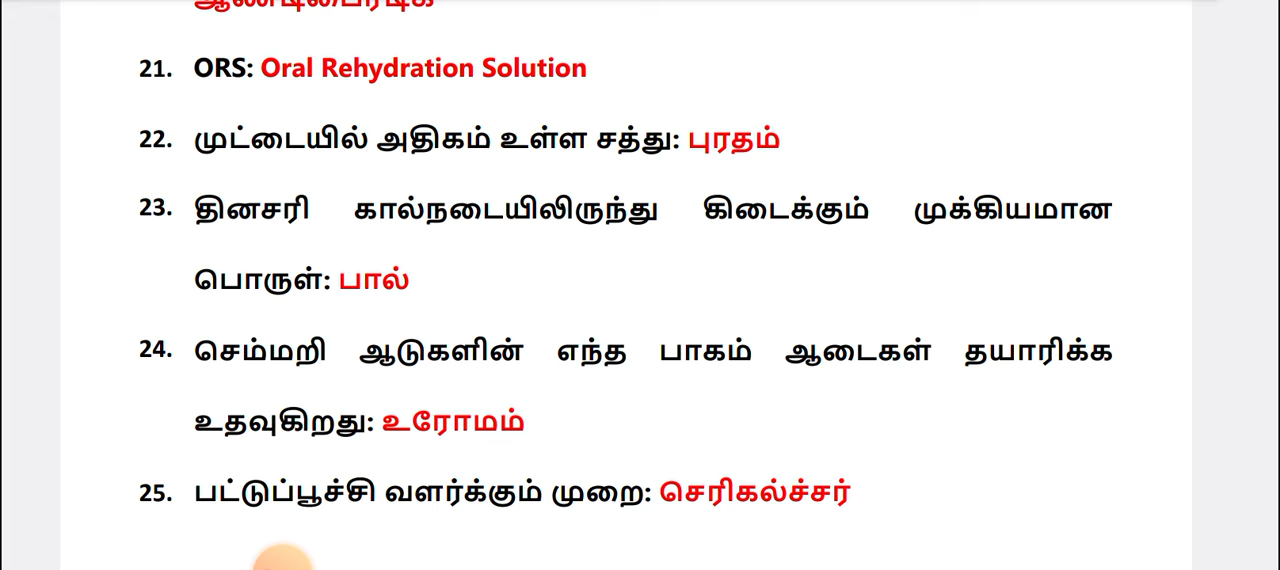 21. ORS: Oral Rehydration Solution
22. முட்டையில் அதிகம் உள்ள சத்து: புரதம்
23. தினசரி கால்நடையிலிருந்து கிடைக்கும் முக்கியமான
பொருள்: பால்
24. செம்மறி ஆடுகளின் எந்த பாகம் ஆடைகள் தயாரிக்க
உதவுகிறது: உரோமம்
25. பட்டுப்பூச்சி வளர்க்கும் முறை: செரிகல்ச்சர்